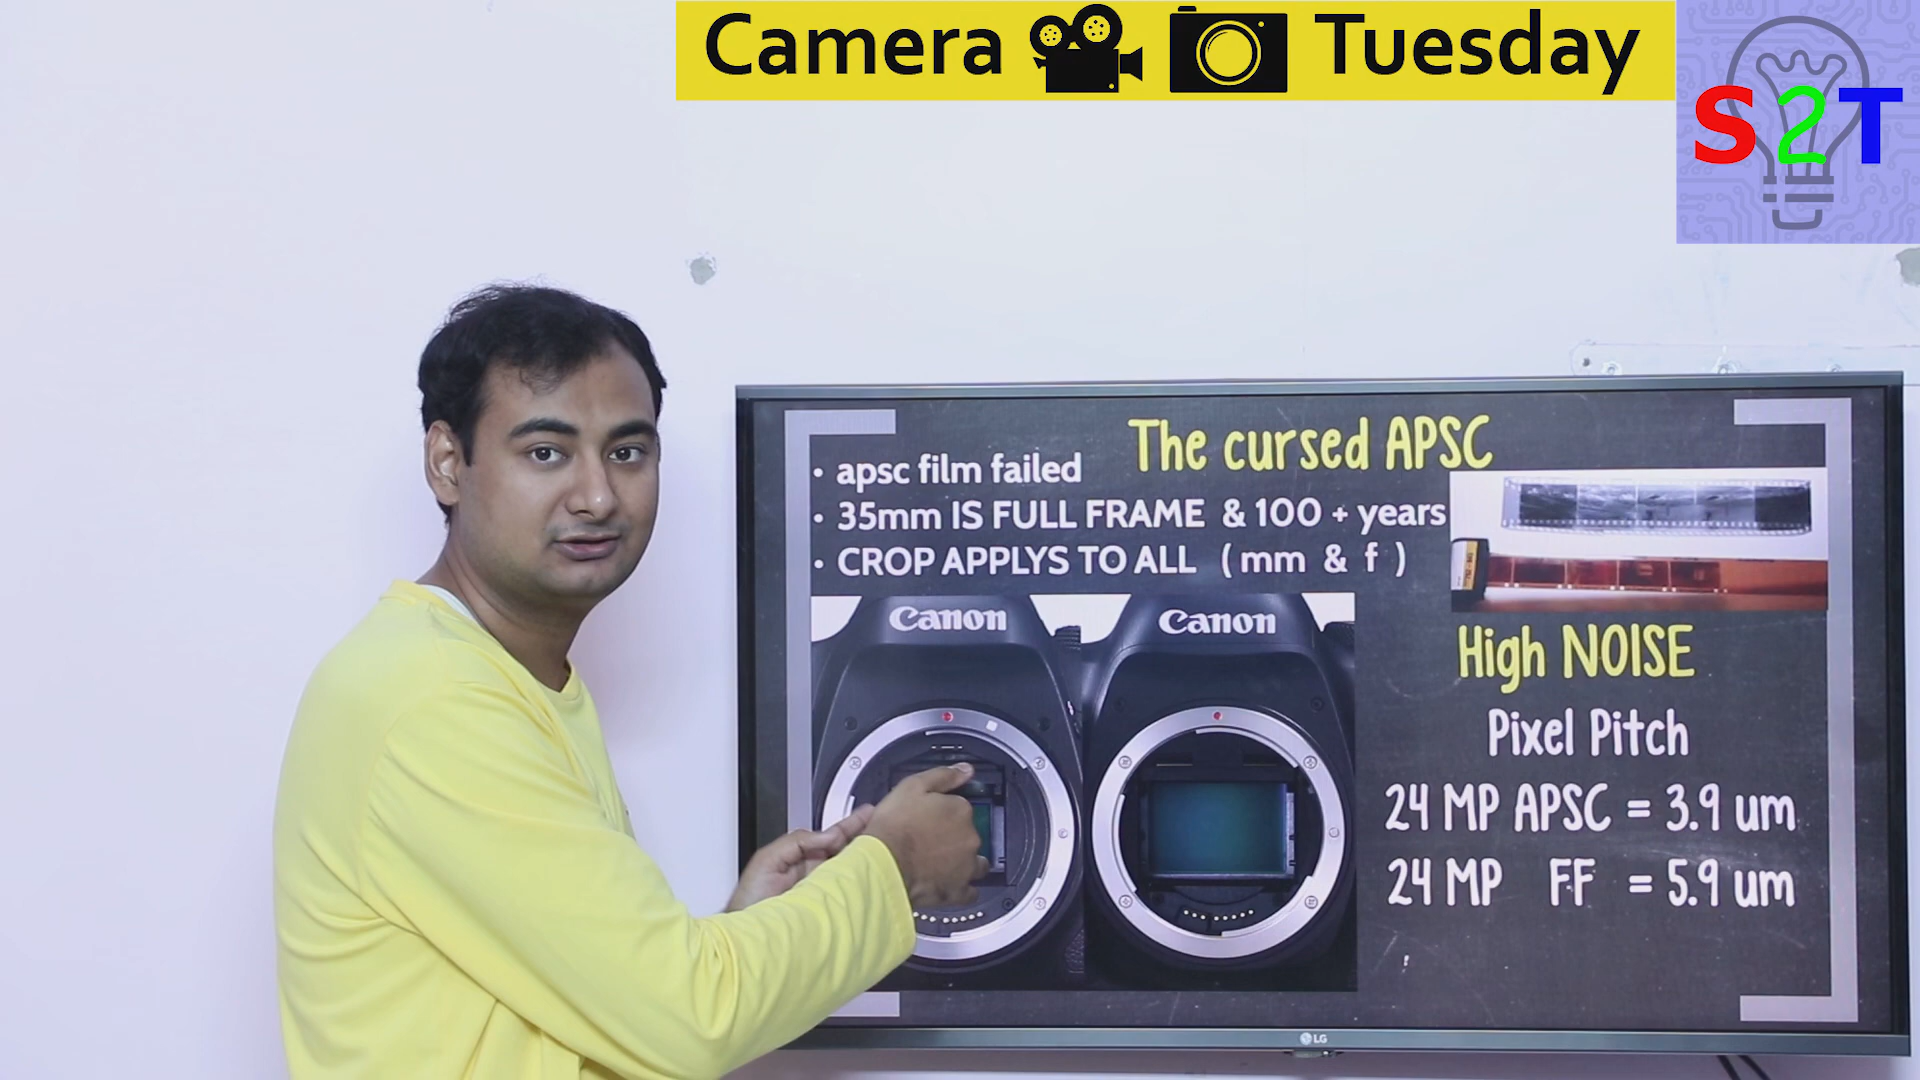 Camera Tuesday
S2T
The cursed APSC
• apsc film failed
• 35mm IS FULL FRAME & 100 + years
• CROP APPLYS TO ALL ( mm & f )
Canon Canon
High NOISE
Pixel Pitch
24 MP APSC = 3.9 um
24 MP FF = 5.9 um
LG